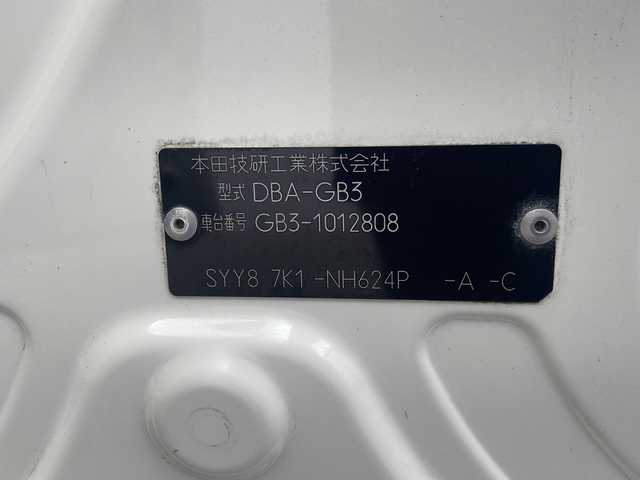 本田技研工業株式会社
型式 DBA-GB3
車台番号 GB3-1012808
SYY8 7K1 -NH624P -A -C